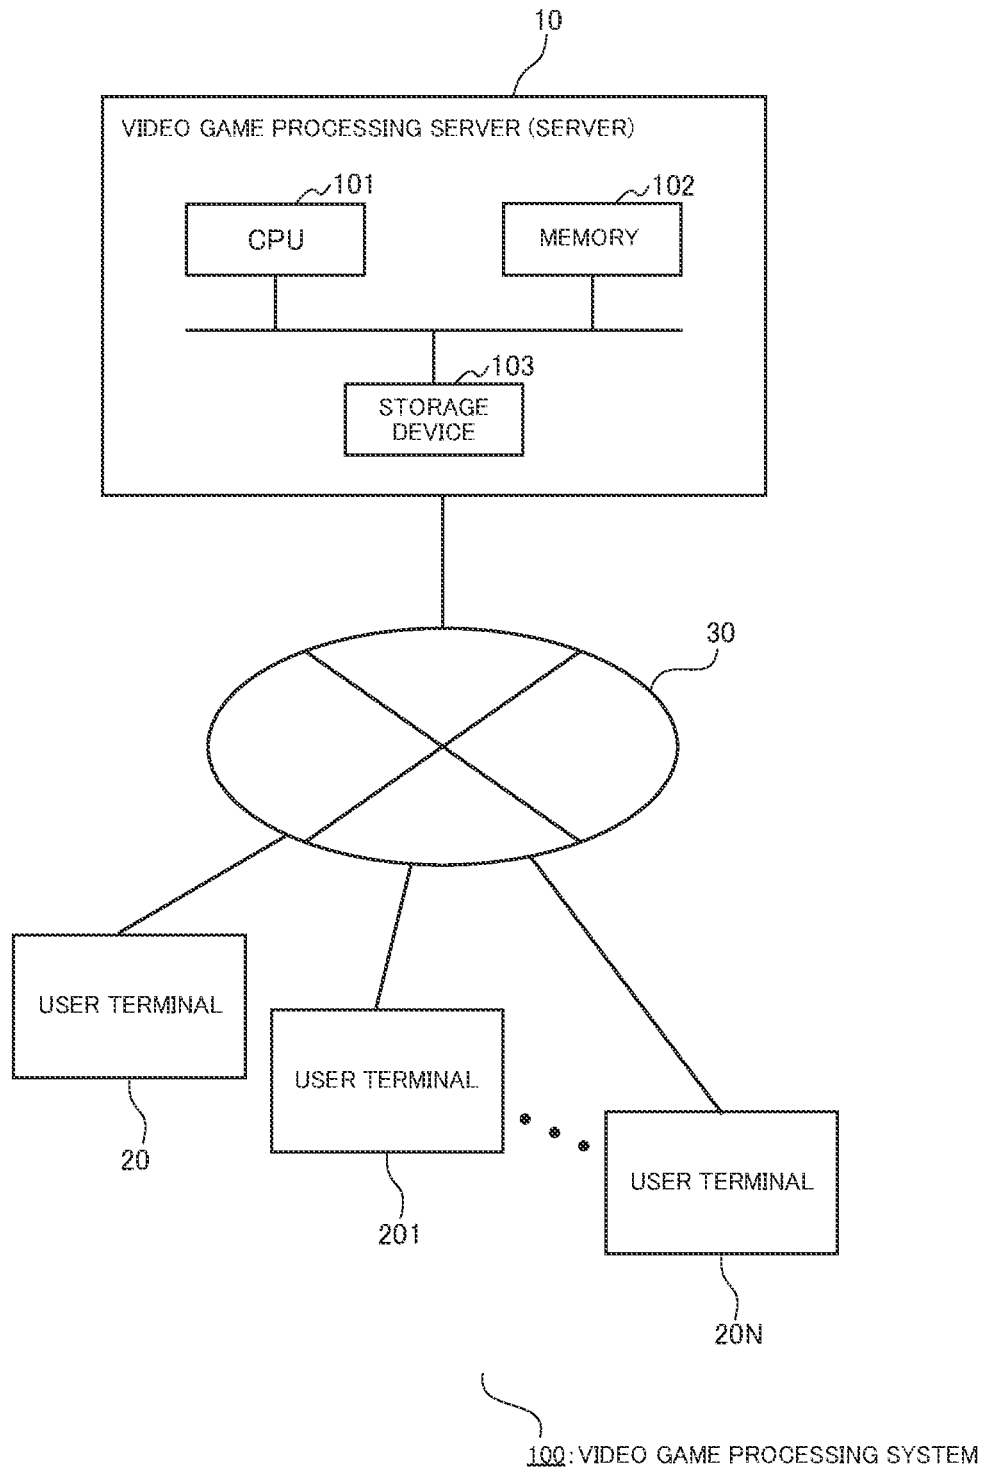 10
VIDEO GAME PROCESSING SERVER (SERVER)
101
102
CPU
MEMORY
103
STORAGE
DEVICE
30
USER TERMINAL
USER TERMINAL
20
USER TERMINAL
201
20N
100: VIDEO GAME PROCESSING SYSTEM